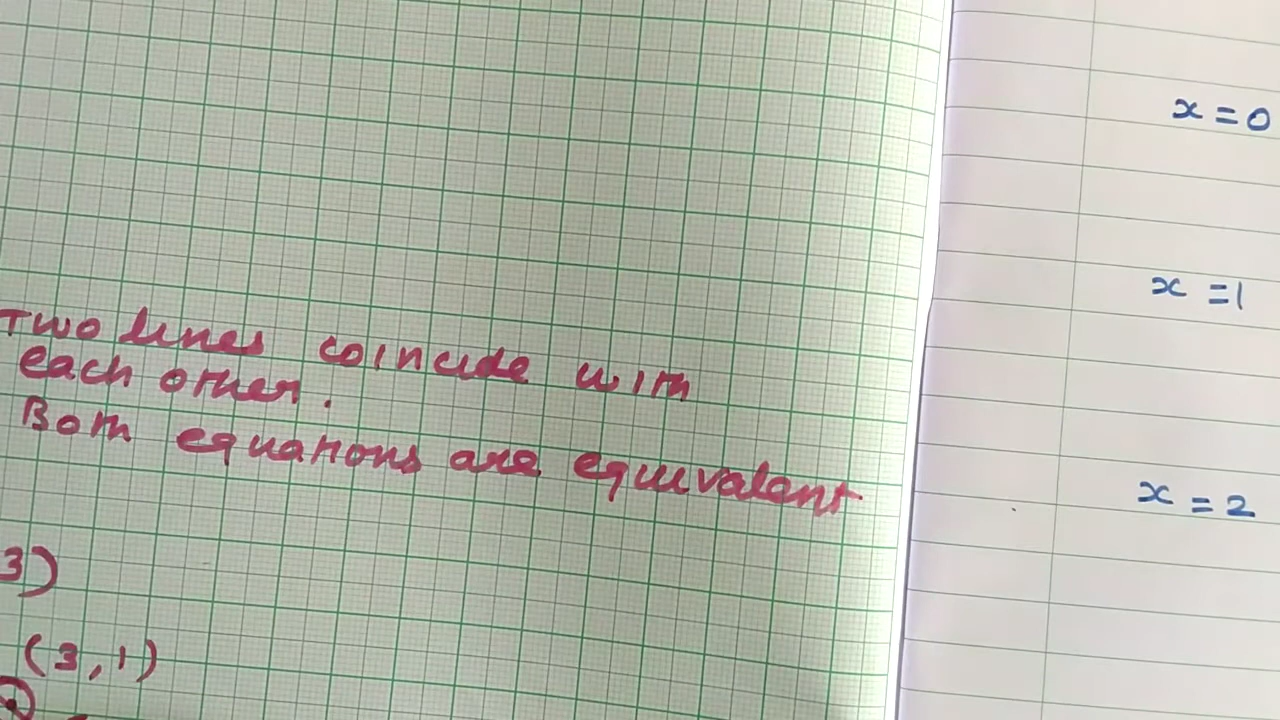 Two lines coincide with
each other.
Both equations are equivalent
3)
(3,1)
x = 0
x = 1
x = 2